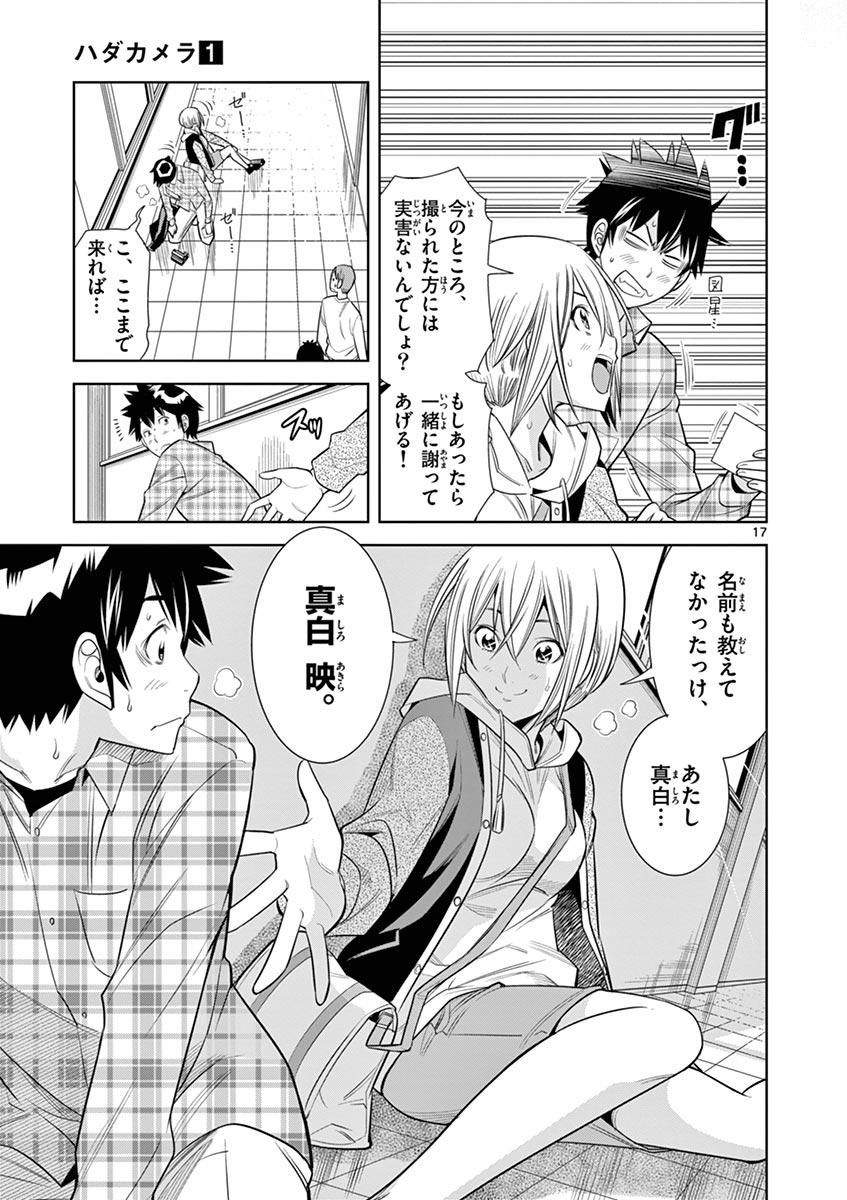 ハダカメラ1
グ…
今のところ、
撮られた方には
実害ないんでしょ?
図星…
もしあったら
一緒に謝って
あげる!
ゼー…
ゼー…
こ、ここまで
来れば…
スッ
17
名前も教えて
なかったっけ、
あたし
真白…
真白
映。